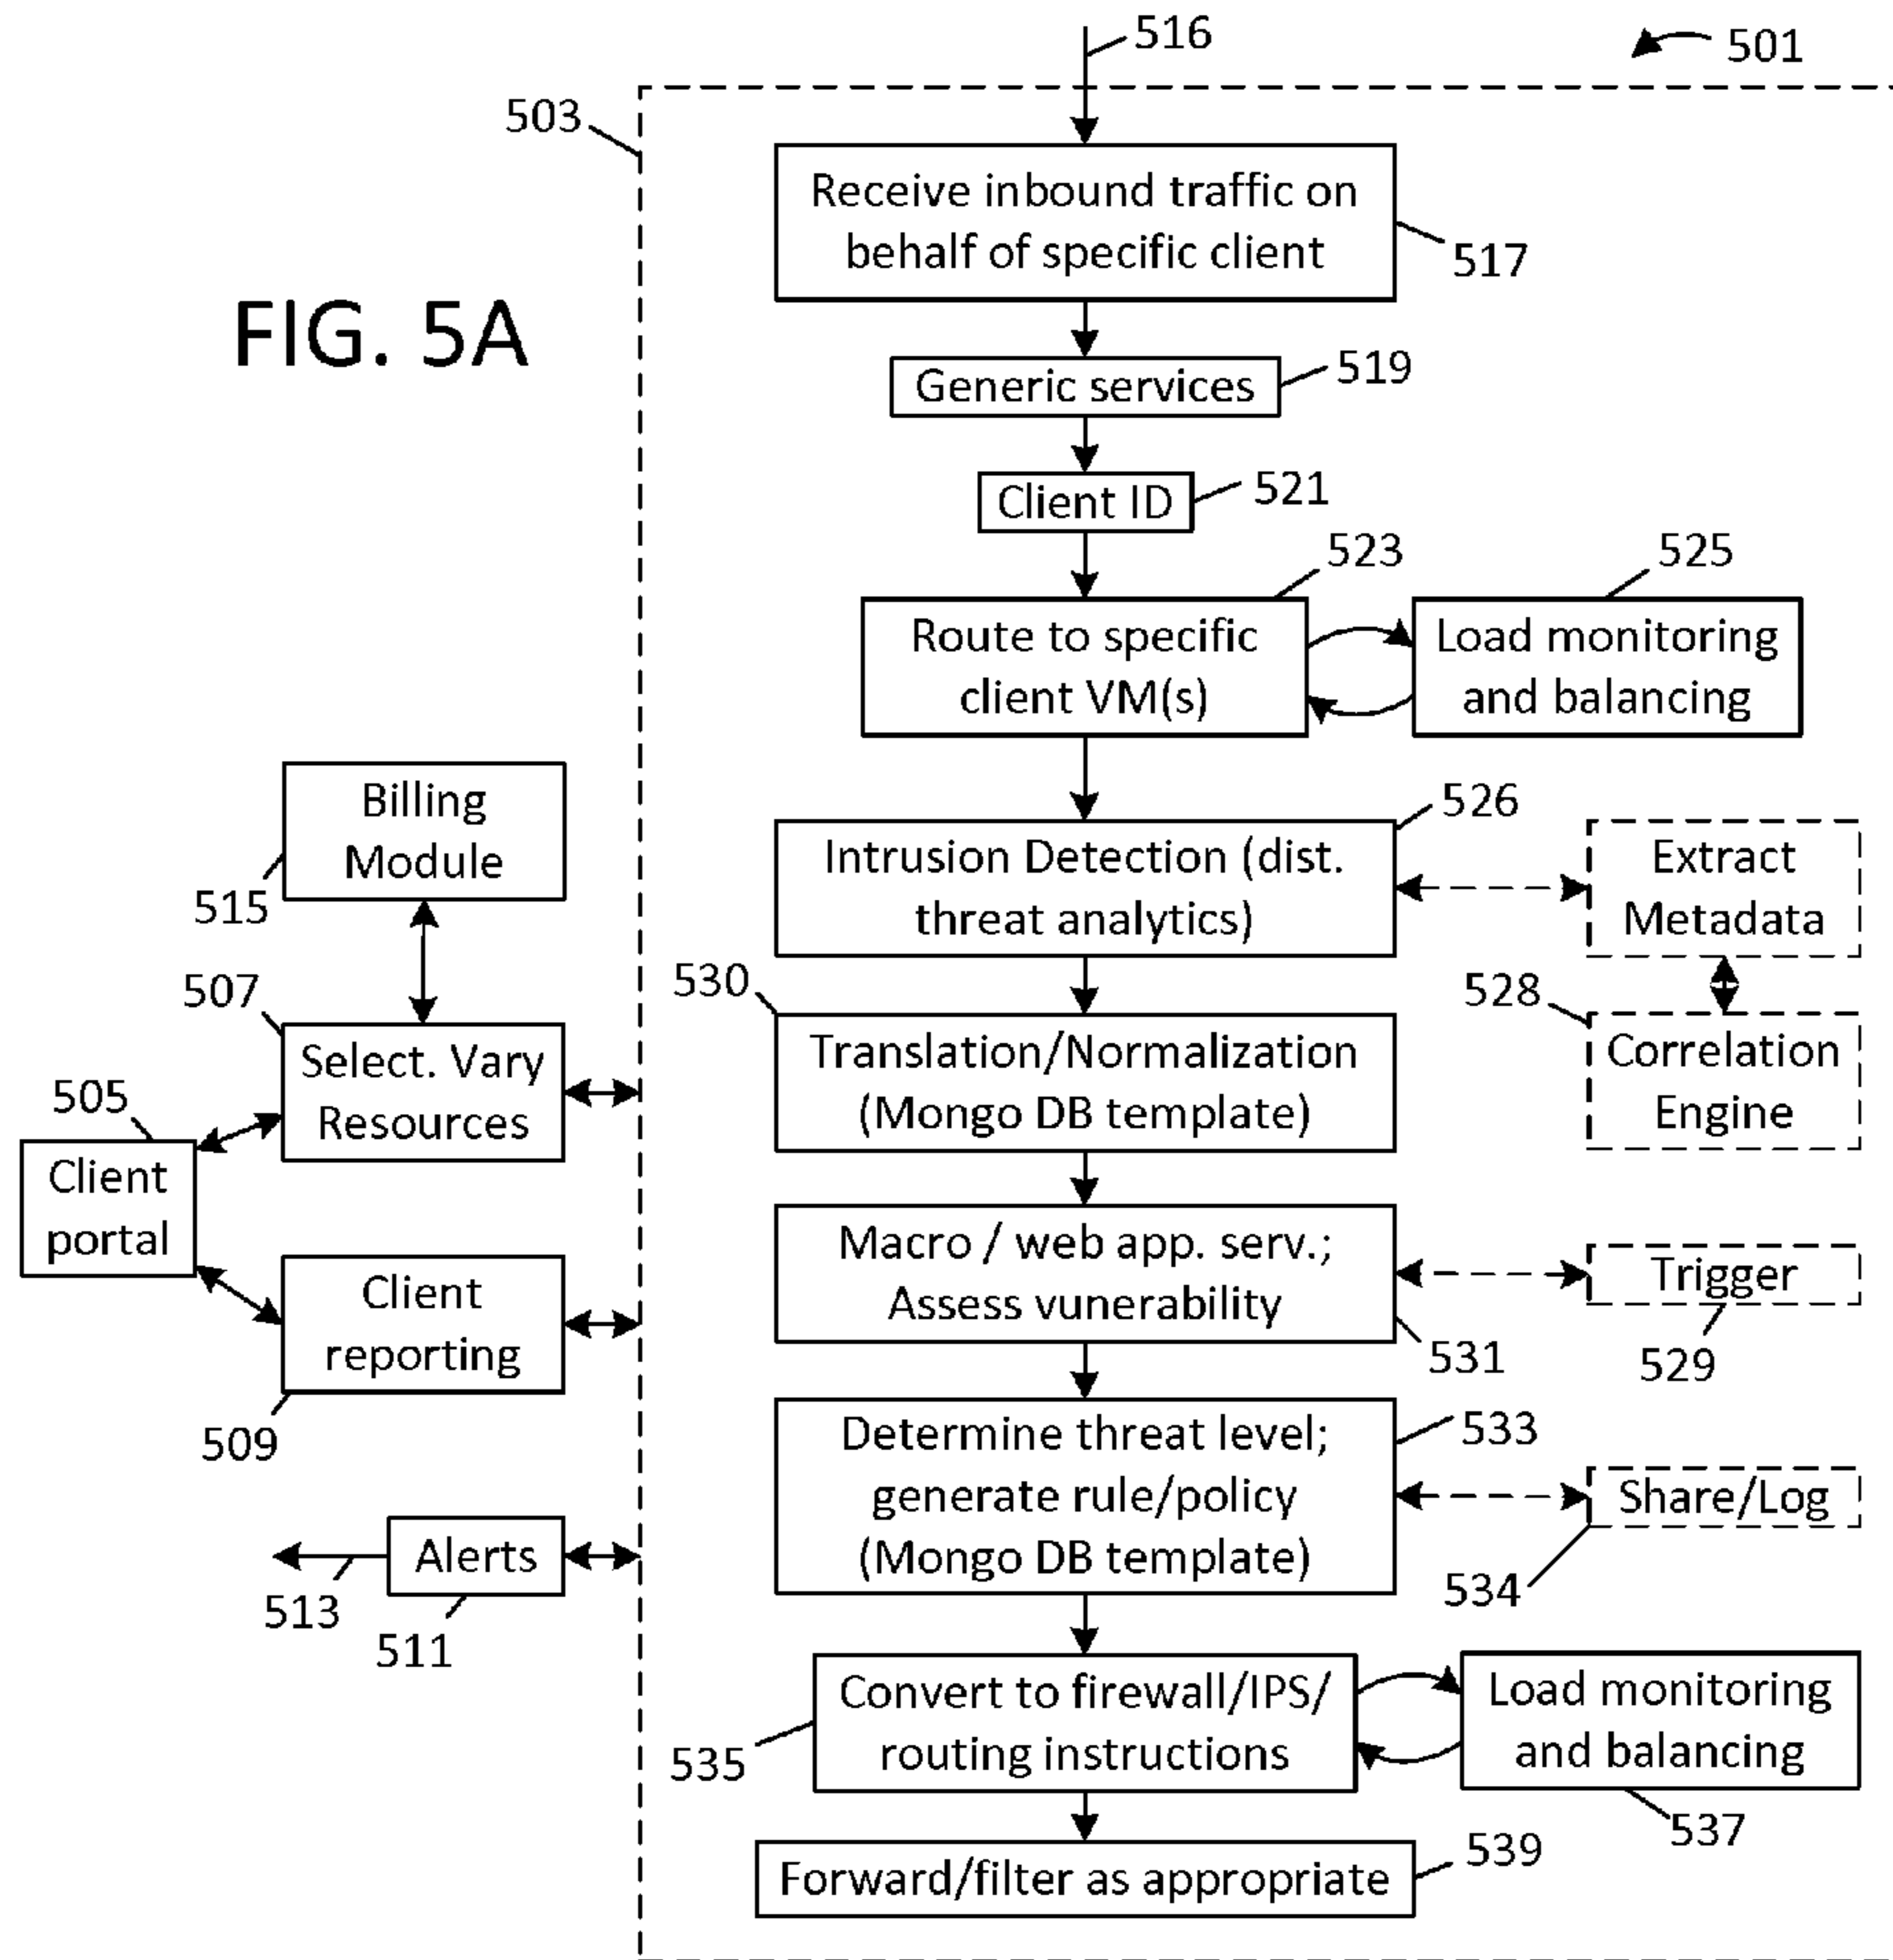 516
501
503
Receive inbound traffic on
behalf of specific client
517
FIG. 5A
Generic services
519
Client ID
521
523
525
Route to specific
client VM(s)
Load monitoring
and balancing
Billing
Module
515
526
Intrusion Detection (dist.
threat analytics)
Extract
Metadata
507
530
528
Select. Vary
Resources
Translation/Normalization
(Mongo DB template)
Correlation
Engine
505
Client
portal
Macro / web app. serv.;
Assess vunerability
Trigger
531
529
Client
reporting
509
Determine threat level;
generate rule/policy
(Mongo DB template)
533
Share/Log
534
Alerts
513
511
Convert to firewall/IPS/
routing instructions
535
Load monitoring
and balancing
537
Forward/filter as appropriate
539